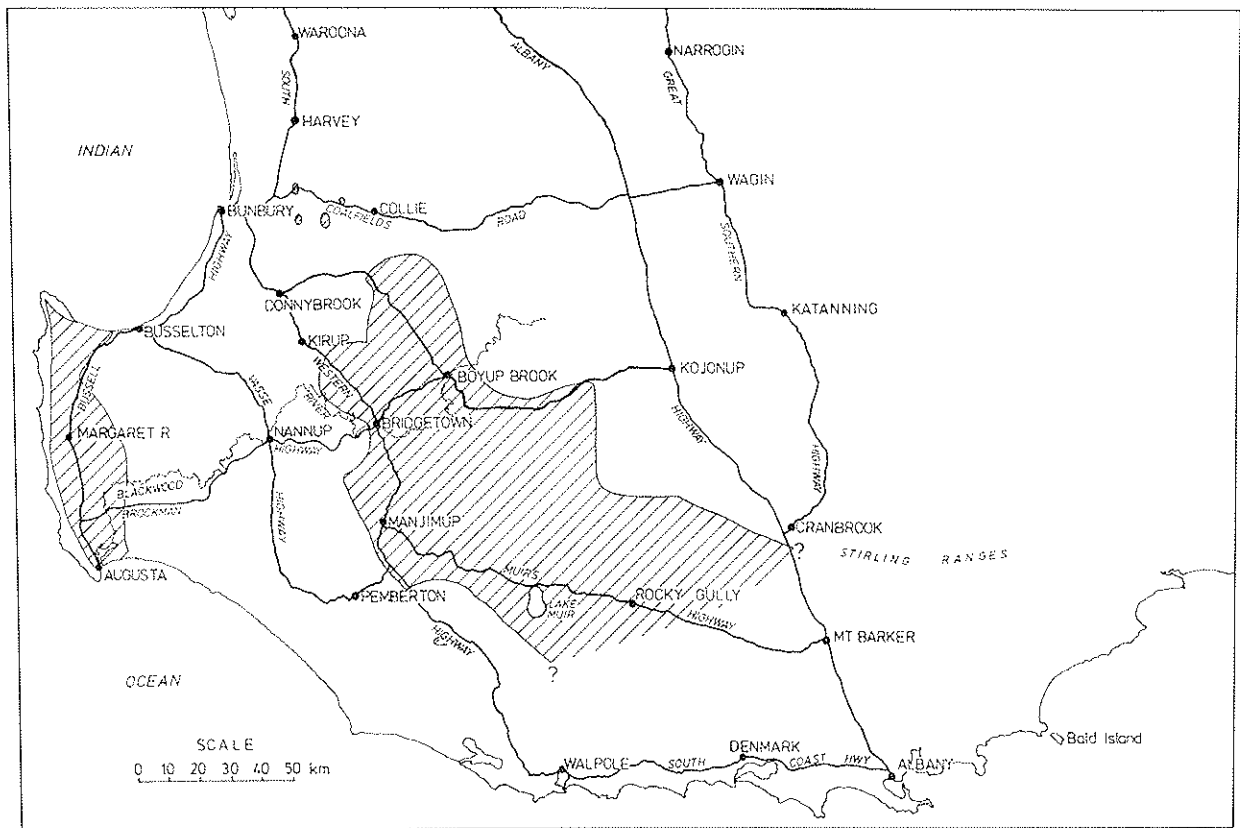 WAROONA
ALBANY
NARROGIN
SOUTH
GREAT
HARVEY
INDIAN
WAGIN
BUNBURY
COLLIE
COALFIELDS
ROAD
HIGHWAY
SOUTHERN
DONNYBROOK
KATANNING
BUSSELTON
KIRUP
WESTERN
BOYUP BROOK
KOJONUP
BUSSELL
VASSE
RIVER
HIGHWAY
MARGARET R
NANNUP
BRIDGETOWN
HIGHWAY
HIGHWAY
BLACKWOOD
BROCKMAN
HIGHWAY
MANJIMUP
CRANBROOK
?
STIRLING RANGES
AUGUSTA
MUIRS
PEMBERTON
LAKE
MUIR
ROCKY GULLY
HIGHWAY
HIGHWAY
MT BARKER
?
OCEAN
SCALE
0 10 20 30 40 50 km
Bald Island
DENMARK
WALPOLE
SOUTH COAST HWY
ALBANY